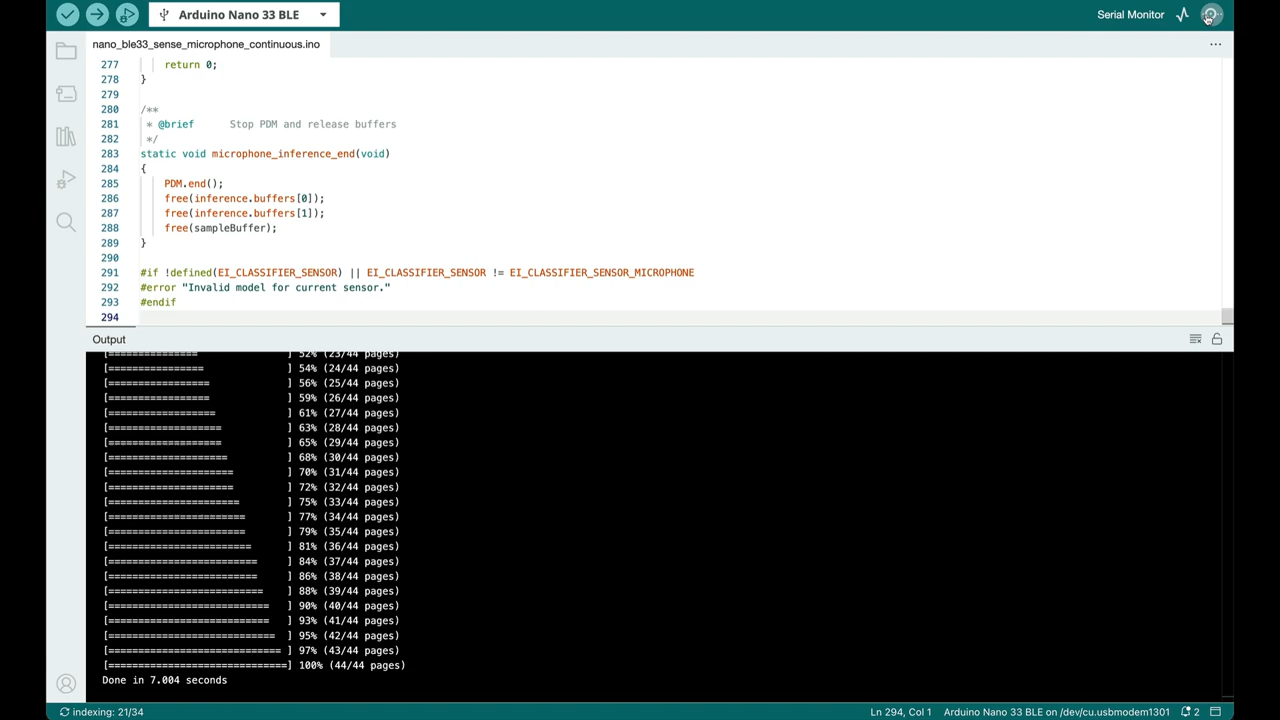 Arduino Nano 33 BLE
Serial Monitor
nano_ble33_sense_microphone_continuous.ino
277 return 0;
278 }
279
280 /**
281 * @brief Stop PDM and release buffers
282 */
283 static void microphone_inference_end(void)
284 {
285 PDM.end();
286 free(inference.buffers[0]);
287 free(inference.buffers[1]);
288 free(sampleBuffer);
289 }
290
291 #if !defined(EI_CLASSIFIER_SENSOR) || EI_CLASSIFIER_SENSOR != EI_CLASSIFIER_SENSOR_MICROPHONE
292 #error "Invalid model for current sensor."
293 #endif
294
Output
[=============== ] 52% (23/44 pages)
[================ ] 54% (24/44 pages)
[================= ] 56% (25/44 pages)
[================= ] 59% (26/44 pages)
[================== ] 61% (27/44 pages)
[=================== ] 63% (28/44 pages)
[=================== ] 65% (29/44 pages)
[==================== ] 68% (30/44 pages)
[===================== ] 70% (31/44 pages)
[===================== ] 72% (32/44 pages)
[====================== ] 75% (33/44 pages)
[======================= ] 77% (34/44 pages)
[======================= ] 79% (35/44 pages)
[======================== ] 81% (36/44 pages)
[========================= ] 84% (37/44 pages)
[========================= ] 86% (38/44 pages)
[========================== ] 88% (39/44 pages)
[=========================== ] 90% (40/44 pages)
[=========================== ] 93% (41/44 pages)
[============================ ] 95% (42/44 pages)
[============================= ] 97% (43/44 pages)
[==============================] 100% (44/44 pages)
Done in 7.004 seconds
indexing: 21/34
Ln 294, Col 1 Arduino Nano 33 BLE on /dev/cu.usbmodem1301 2